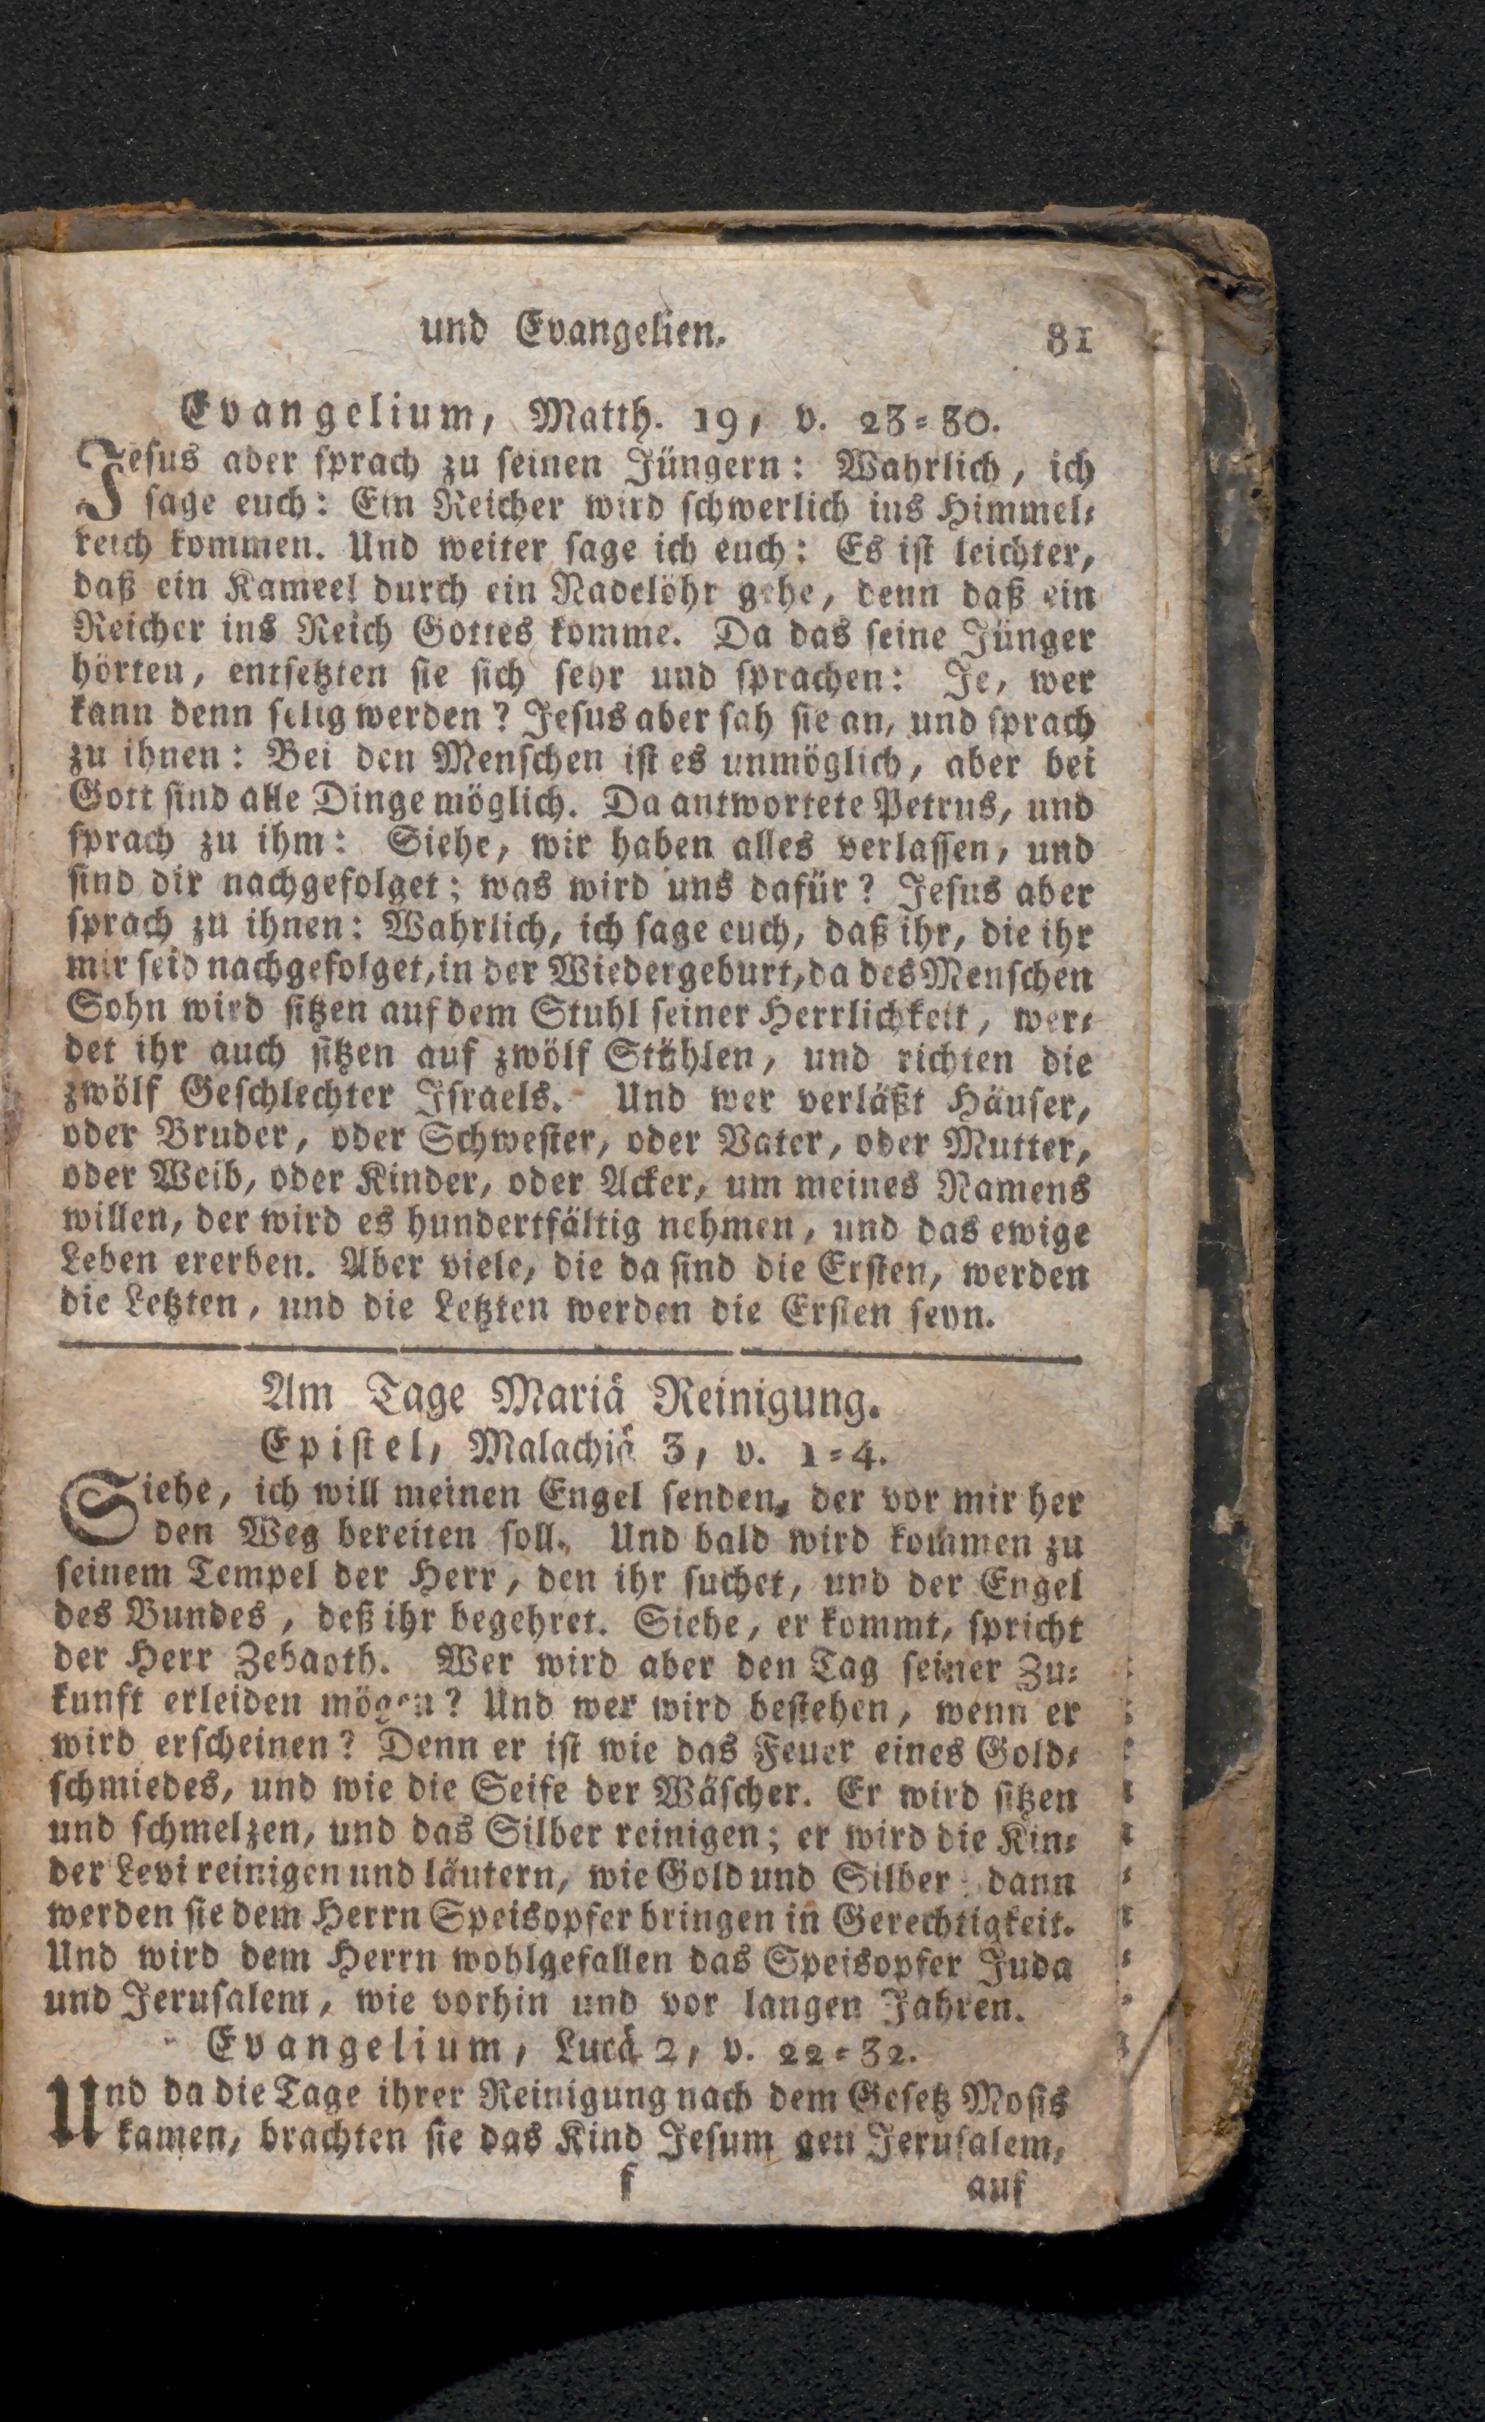 und Evangelien. 81
Evangelium, Matth. 19, v. 23=30.
Jesus aber sprach zu seinen Jüngern: Wahrlich, ich
sage euch: Ein Reicher wird schwerlich ins Himmel=
reich kommen. Und weiter sage ich euch: Es ist leichter,
daß ein Kameel durch ein Nadelöhr gehe, denn daß ein
Reicher ins Reich Gottes komme. Da das seine Jünger
hörten, entsetzten sie sich sehr und sprachen: Je, wer
kann denn selig werden? Jesus aber sah sie an, und sprach
zu ihnen: Bei den Menschen ist es unmöglich, aber bei
Gott sind alle Dinge möglich. Da antwortete Petrus, und
sprach zu ihm: Siehe, wir haben alles verlassen, und
sind dir nachgefolget; was wird uns dafür? Jesus aber
sprach zu ihnen: Wahrlich, ich sage euch, daß ihr, die ihr
mir seid nachgefolget, in der Wiedergeburt, da des Menschen
Sohn wird sitzen auf dem Stuhl seiner Herrlichkeit, wer=
det ihr auch sitzen auf zwölf Stühlen, und richten die
zwölf Geschlechter Israels. Und wer verläßt Häuser,
oder Bruder, oder Schwester, oder Vater, oder Mutter,
oder Weib, oder Kinder, oder Acker, um meines Namens
willen, der wird es hundertfältig nehmen, und das ewige
Leben ererben. Aber viele, die da sind die Ersten, werden
die Letzten, und die Letzten werden die Ersten seyn.
Am Tage Mariä Reinigung.
Epistel, Malachiä 3, v. 1=4.
Siehe, ich will meinen Engel senden, der vor mir her
den Weg bereiten soll. Und bald wird kommen zu
seinem Tempel der Herr, den ihr suchet, und der Engel
des Bundes, deß ihr begehret. Siehe, er kommt, spricht
der Herr Zebaoth. Wer wird aber den Tag seiner Zu=
kunft erleiden mögen? Und wer wird bestehen, wenn er
wird erscheinen? Denn er ist wie das Feuer eines Gold=
schmiedes, und wie die Seife der Wäscher. Er wird sitzen
und schmelzen, und das Silber reinigen; er wird die Kin=
der Levi reinigen und läutern, wie Gold und Silber: dann
werden sie dem Herrn Speisopfer bringen in Gerechtigkeit.
Und wird dem Herrn wohlgefallen das Speisopfer Juda
und Jerusalem, wie vorhin und vor langen Jahren.
Evangelium, Lucä 2, v. 22=32.
Und da die Tage ihrer Reinigung nach dem Gesetz Mosis
kamen, brachten sie das Kind Jesum gen Jerusalem,
f auf